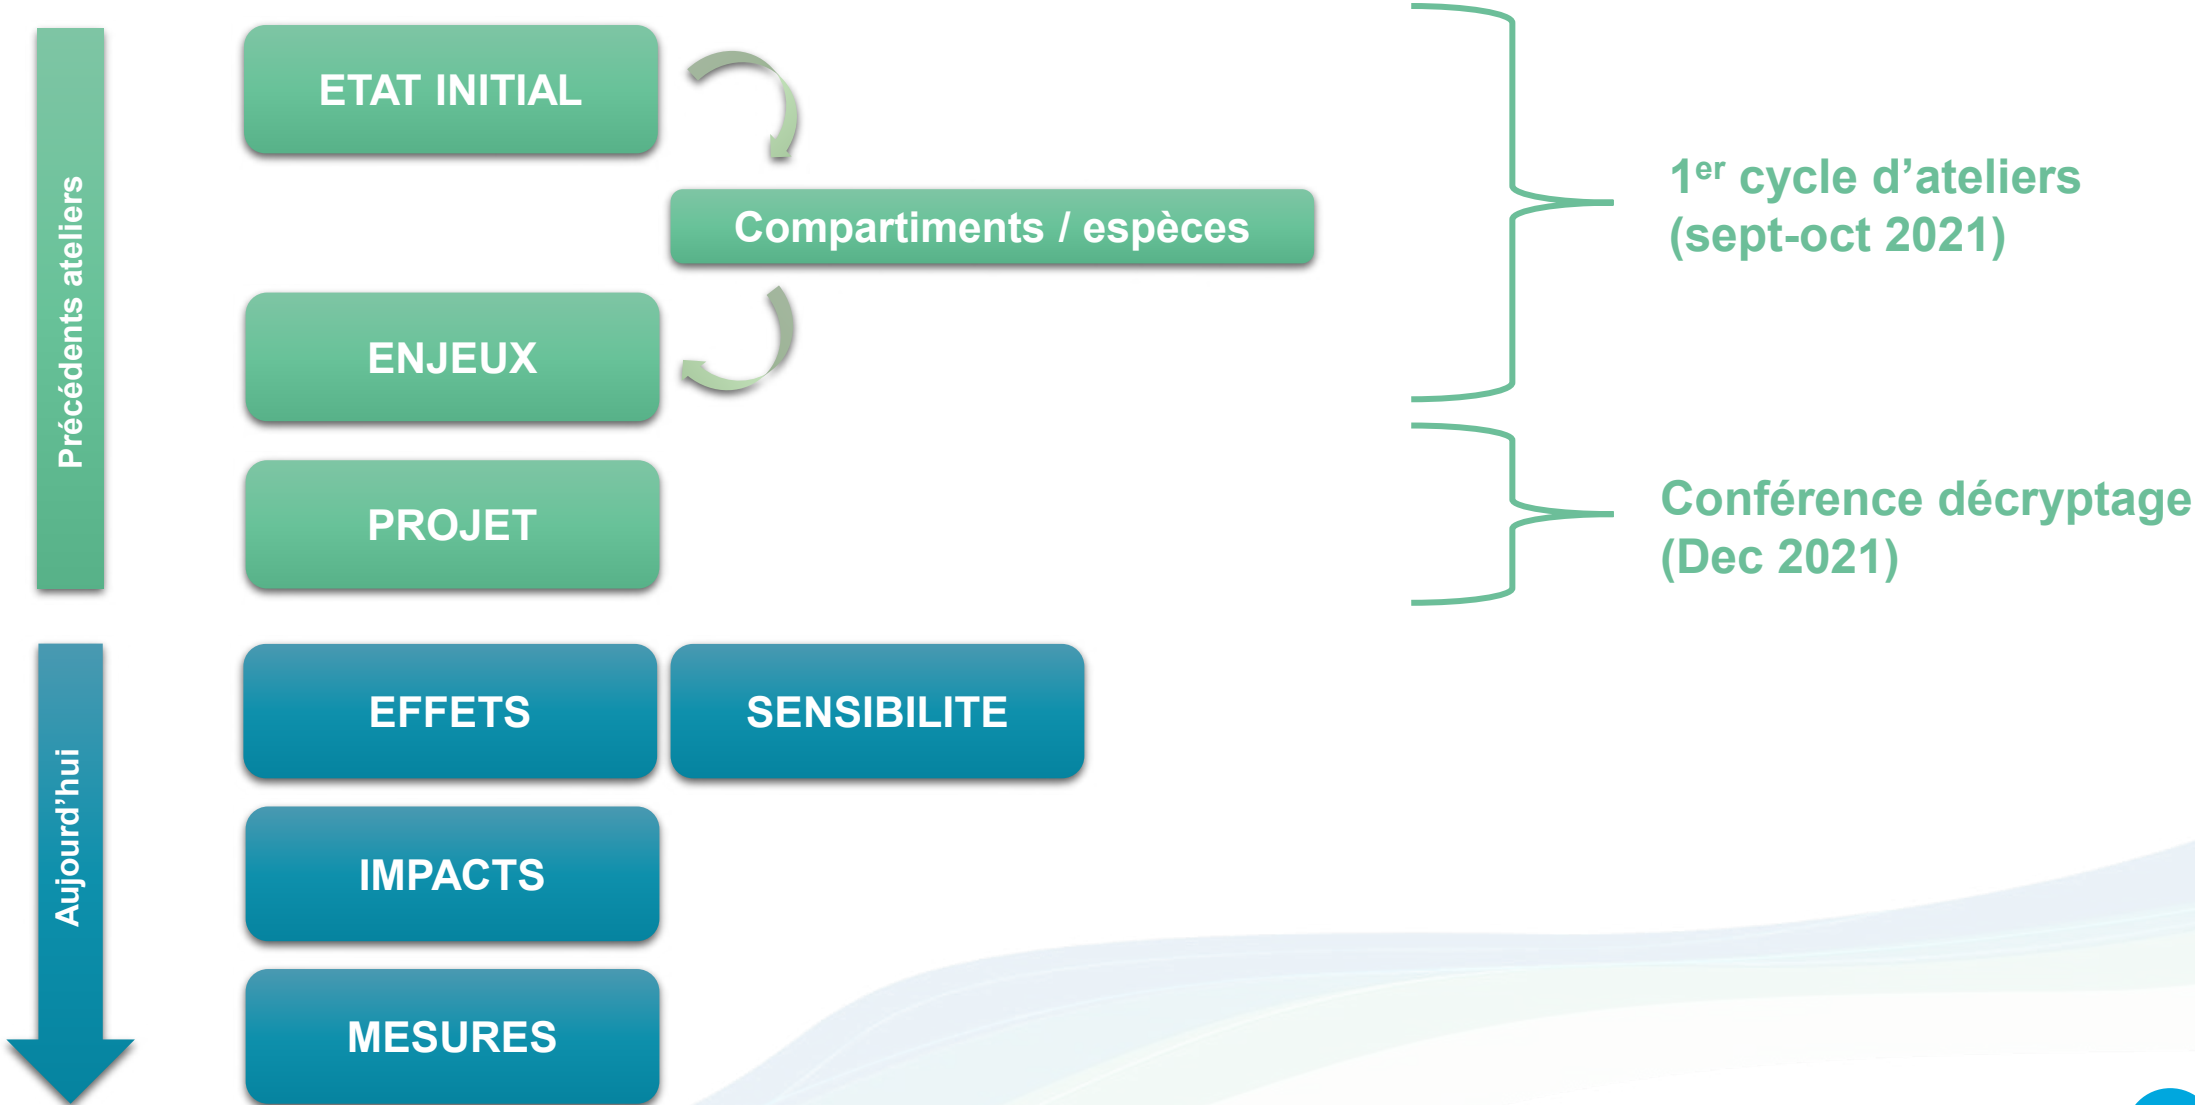 Précédents ateliers
ETAT INITIAL
Compartiments / espèces
ENJEUX
1er cycle d’ateliers
(sept-oct 2021)
PROJET
Conférence décryptage
(Dec 2021)
Aujourd’hui
EFFETS
SENSIBILITE
IMPACTS
MESURES